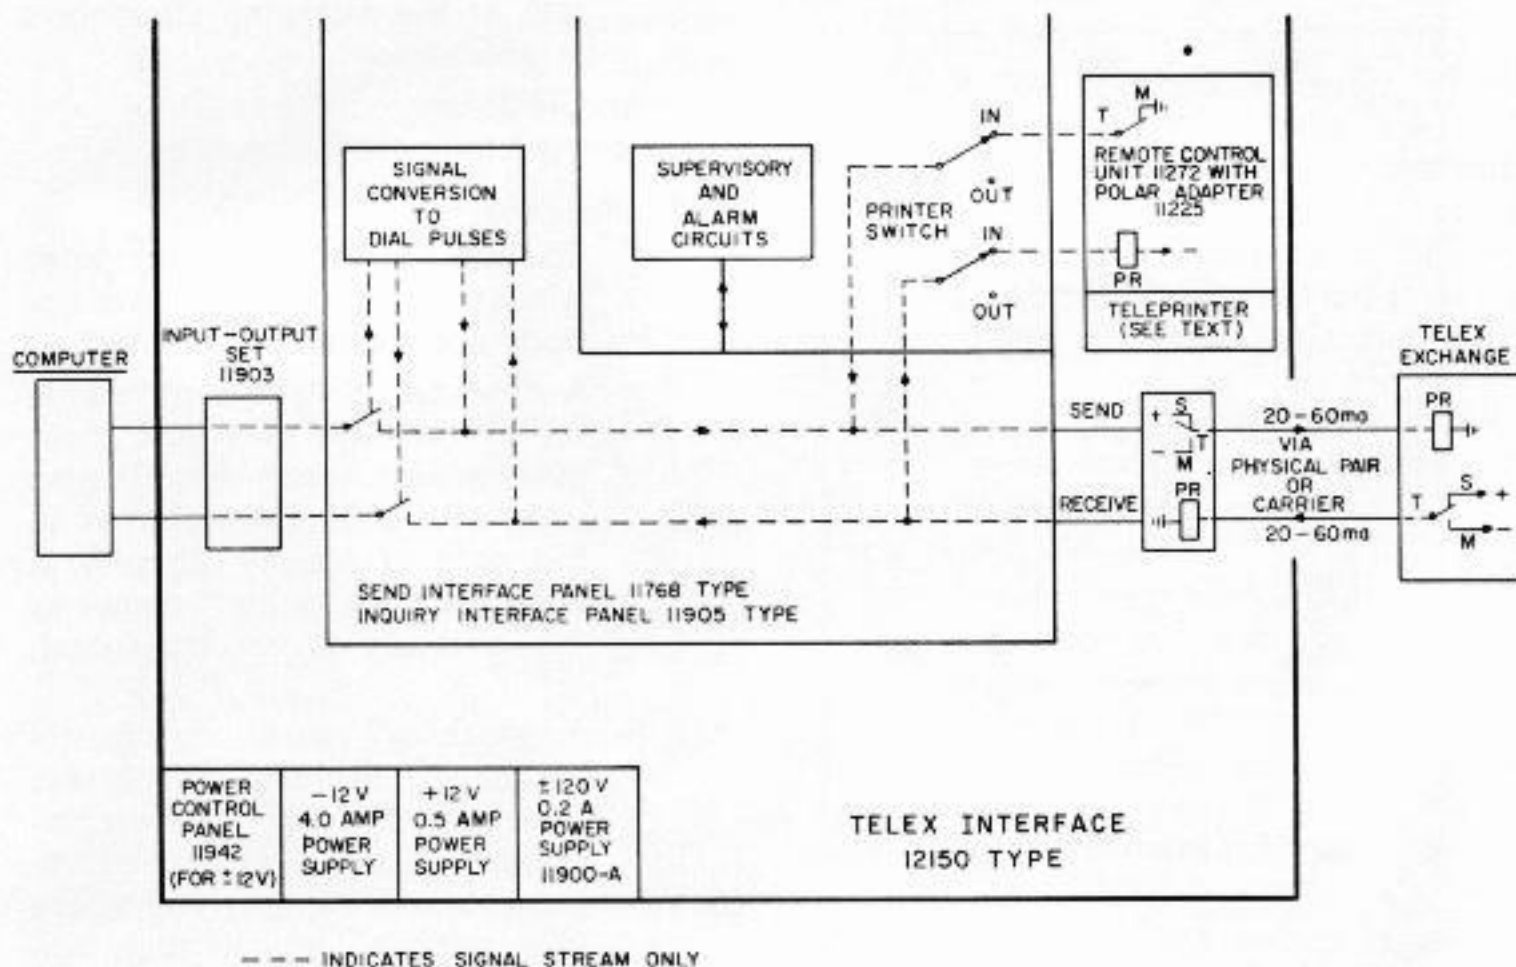 COMPUTER
INPUT-OUTPUT
SET
11903
SIGNAL
CONVERSION
TO
DIAL PULSES
SUPERVISORY
AND
ALARM
CIRCUITS
PRINTER
SWITCH
IN
OUT
IN
OUT
T
M
REMOTE CONTROL
UNIT 11272 WITH
POLAR ADAPTER
11225
PR
TELEPRINTER
(SEE TEXT)
SEND
RECEIVE
+ S
T
- M
PR
20-60ma
VIA
PHYSICAL PAIR
OR
CARRIER
20-60ma
TELEX
EXCHANGE
PR
T
S +
M -
SEND INTERFACE PANEL 11768 TYPE
INQUIRY INTERFACE PANEL 11905 TYPE
POWER
CONTROL
PANEL
11942
(FOR ±12V)
-12 V
4.0 AMP
POWER
SUPPLY
+12 V
0.5 AMP
POWER
SUPPLY
±120 V
0.2 A
POWER
SUPPLY
11900-A
TELEX INTERFACE
12150 TYPE
--- INDICATES SIGNAL STREAM ONLY